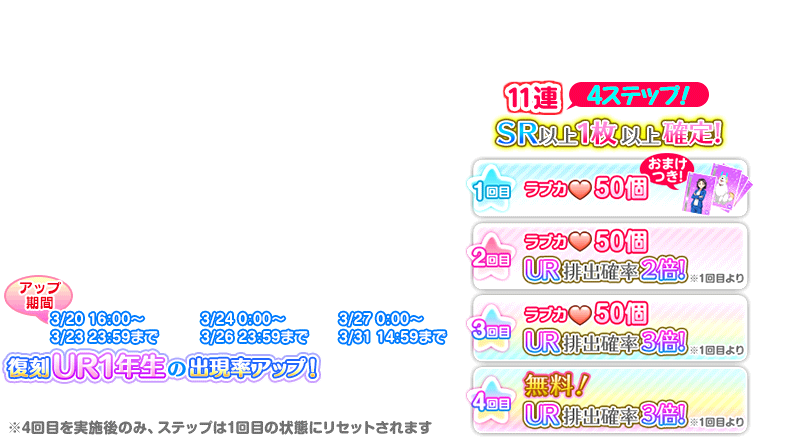 11連
4ステップ!
SR以上1枚以上確定!
1回目
ラブカ♥50個
おまけ
つき!
2回目
ラブカ♥50個
UR排出確率2倍!
※1回目より
3回目
ラブカ♥50個
UR排出確率3倍!
※1回目より
4回目
無料!
UR排出確率3倍!
※1回目より
アップ
期間
3/20 16:00～
3/23 23:59まで
3/24 0:00～
3/26 23:59まで
3/27 0:00～
3/31 14:59まで
復刻UR1年生の出現率アップ!
※4回目を実施後のみ、ステップは1回目の状態にリセットされます